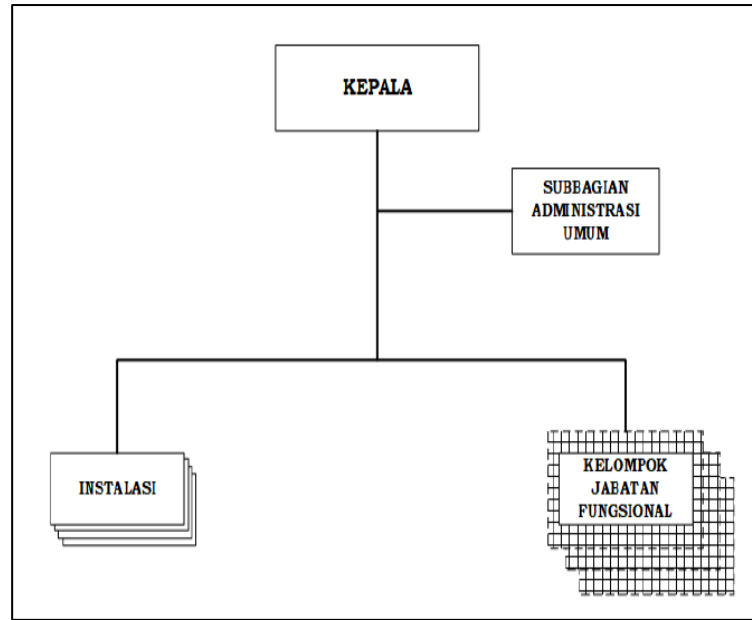 KEPALA
SUBBAGIAN
ADMINISTRASI
UMUM
INSTALASI
KELOMPOK
JABATAN
FUNGSIONAL